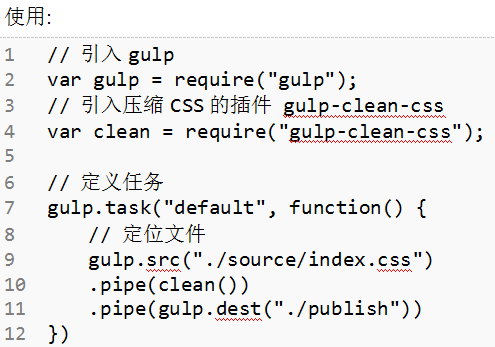 使用:
1 // 引入 gulp
2 var gulp = require("gulp");
3 // 引入压缩 CSS 的插件 gulp-clean-css
4 var clean = require("gulp-clean-css");
5
6 // 定义任务
7 gulp.task("default", function() {
8     // 定位文件
9     gulp.src("./source/index.css")
10     .pipe(clean())
11     .pipe(gulp.dest("./publish"))
12 })